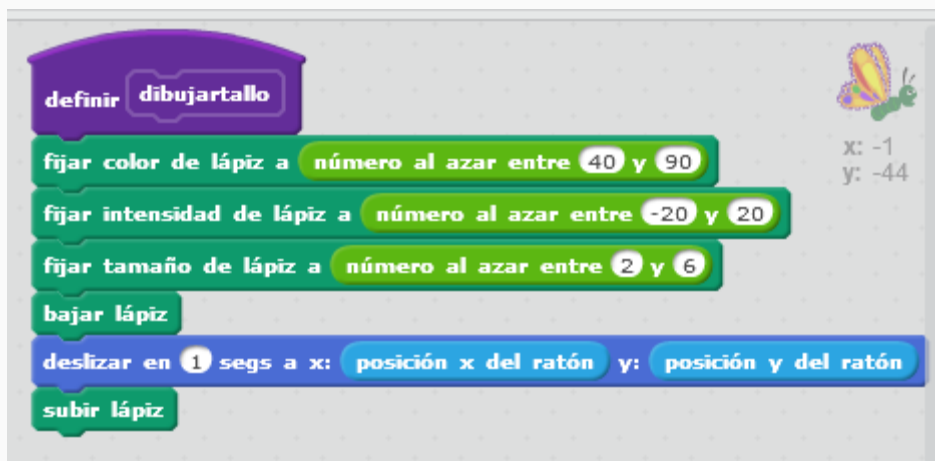 definir dibujartallo
fijar color de lápiz a número al azar entre 40 y 90
fijar intensidad de lápiz a número al azar entre -20 y 20
fijar tamaño de lápiz a número al azar entre 2 y 6
bajar lápiz
deslizar en 1 segs a x: posición x del ratón y: posición y del ratón
subir lápiz
x: -1
y: -44